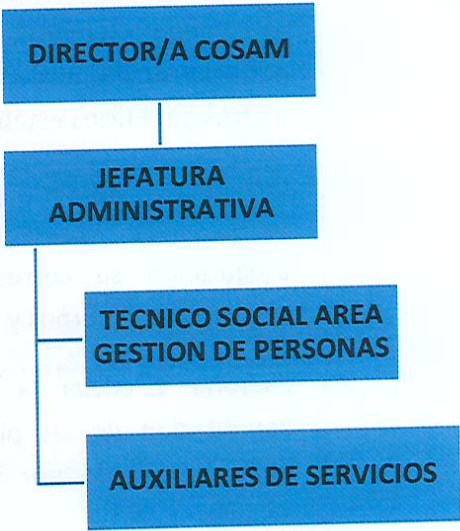 DIRECTOR/A COSAM
JEFATURA
ADMINISTRATIVA
TECNICO SOCIAL AREA
GESTION DE PERSONAS
AUXILIARES DE SERVICIOS